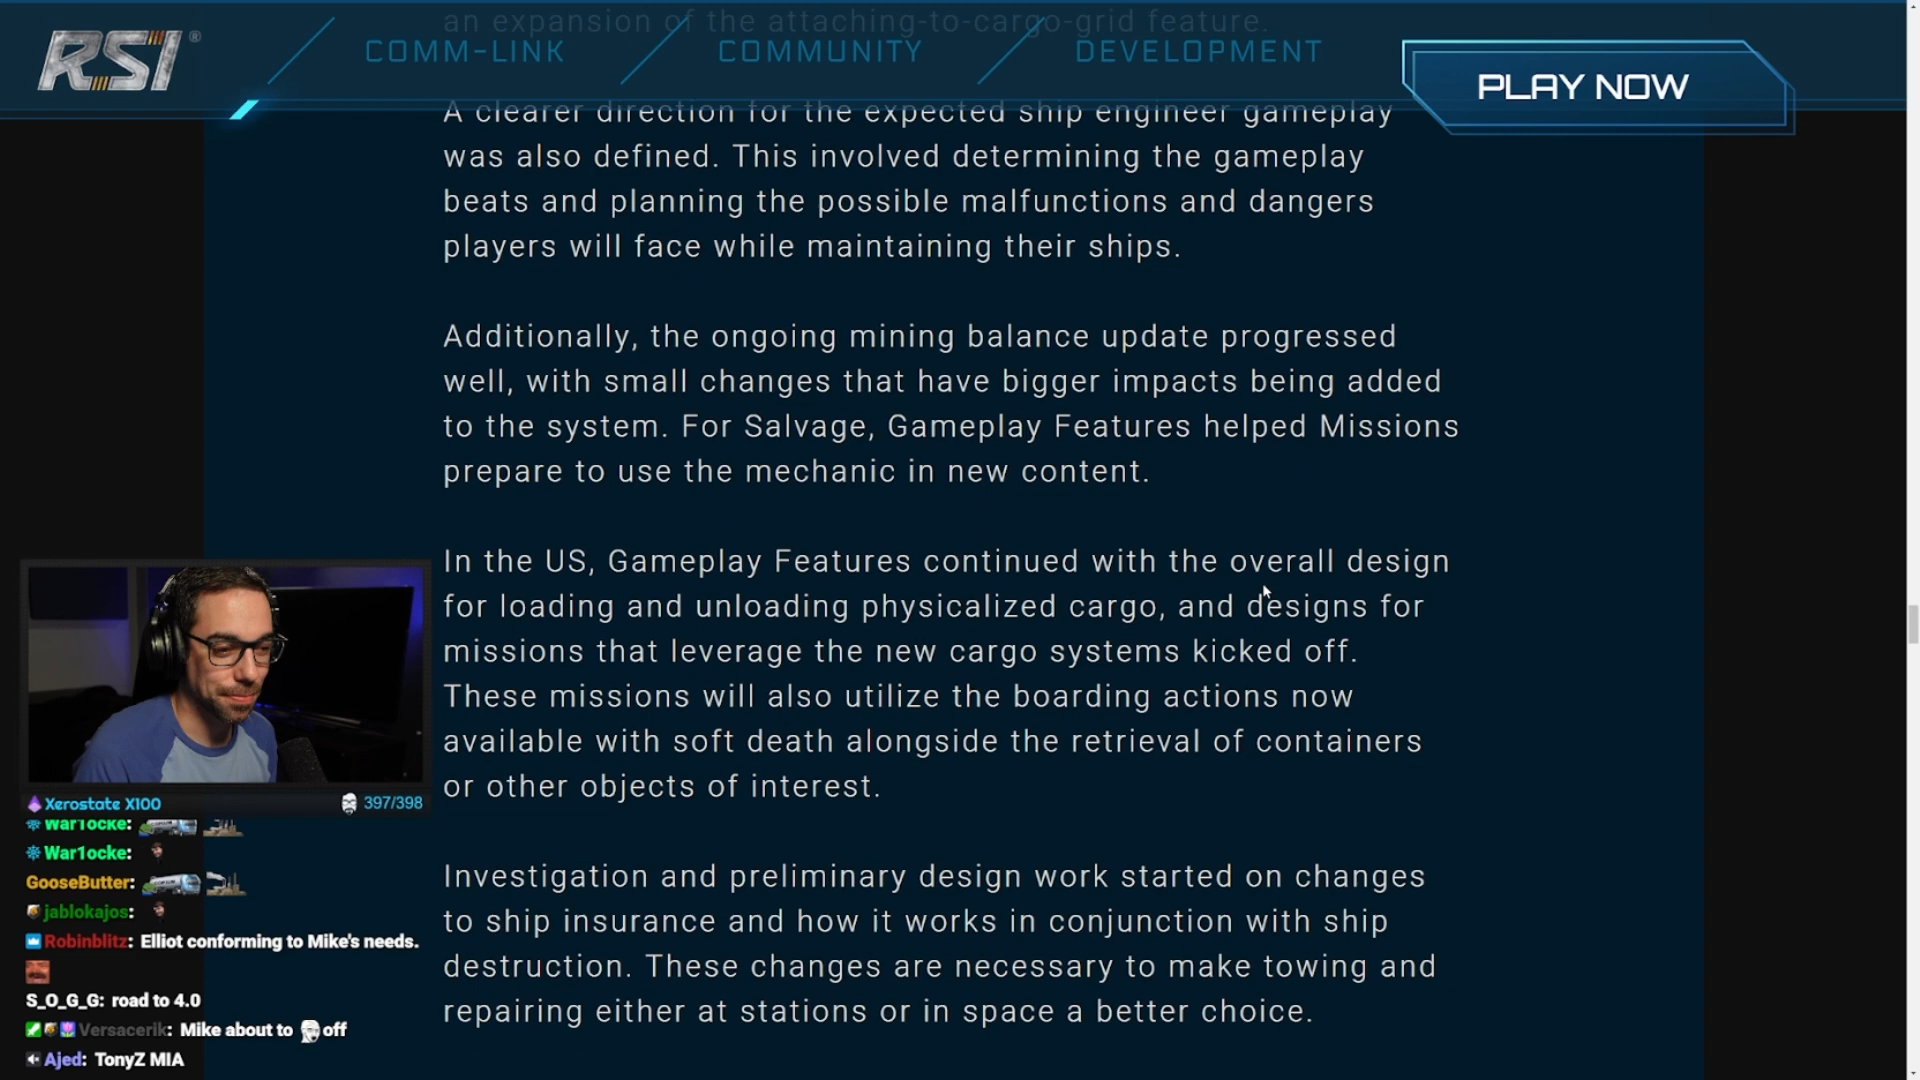 an expansion of the attaching-to-cargo-grid feature.
RSI ®
COMM-LINK
COMMUNITY
DEVELOPMENT
PLAY NOW
A clearer direction for the expected ship engineer gameplay
was also defined. This involved determining the gameplay
beats and planning the possible malfunctions and dangers
players will face while maintaining their ships.
Additionally, the ongoing mining balance update progressed
well, with small changes that have bigger impacts being added
to the system. For Salvage, Gameplay Features helped Missions
prepare to use the mechanic in new content.
In the US, Gameplay Features continued with the overall design
for loading and unloading physicalized cargo, and designs for
missions that leverage the new cargo systems kicked off.
These missions will also utilize the boarding actions now
available with soft death alongside the retrieval of containers
or other objects of interest.
Investigation and preliminary design work started on changes
to ship insurance and how it works in conjunction with ship
destruction. These changes are necessary to make towing and
repairing either at stations or in space a better choice.
Xerostate X100
397/398
War1ocke:
War1ocke:
GooseButter:
jablokajos:
Robinblitz: Elliot conforming to Mike's needs.
S_O_G_G: road to 4.0
Versacerik: Mike about to off
Ajed: TonyZ MIA